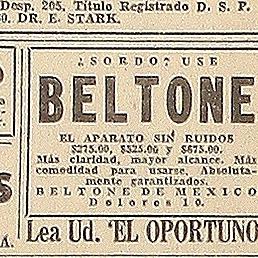 Desp. 205. Título Registrado D. S. P.
DR. E. STARK.
¿SORDO? USE
BELTONE
EL APARATO SIN RUIDOS
$275.00, $325.00 y $675.00.
Más claridad, mayor alcance. Más
comodidad para usarse. Absoluta-
mente garantizados.
BELTONE DE MEXICO
Dolores 10.
Lea Ud. 'EL OPORTUNO